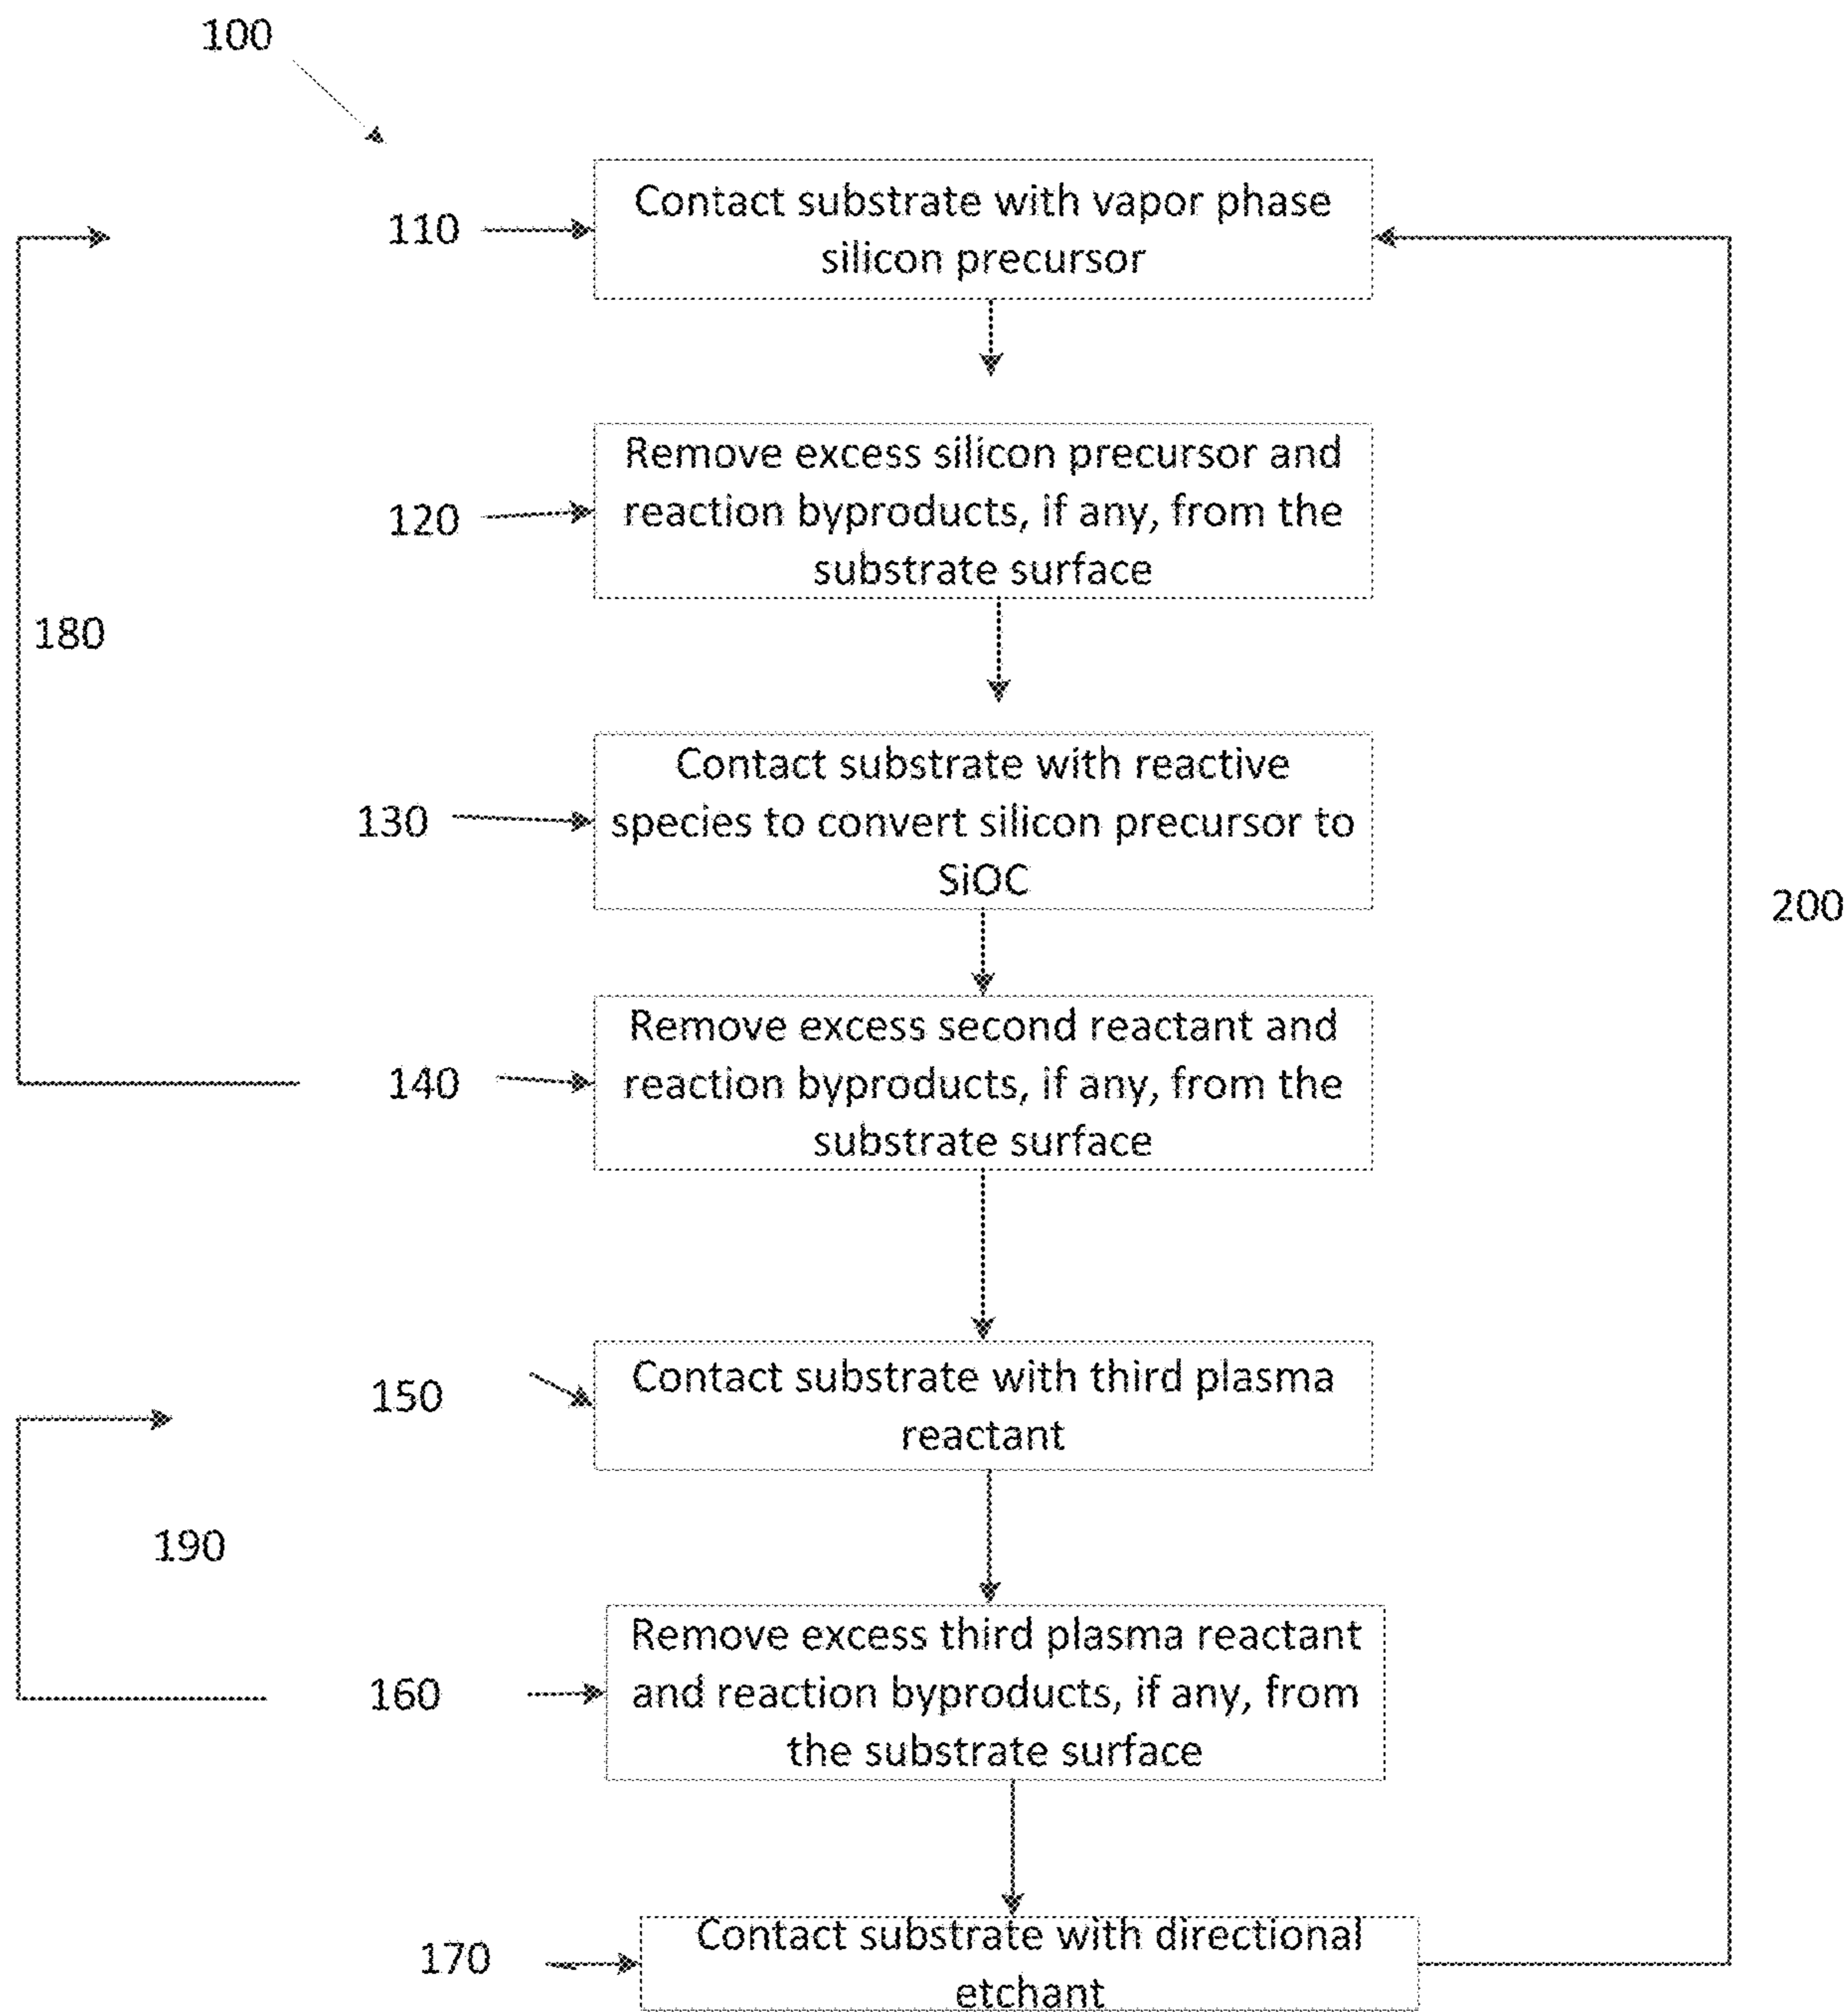 100
110
Contact substrate with vapor phase
silicon precursor
120
Remove excess silicon precursor and
reaction byproducts, if any, from the
substrate surface
180
130
Contact substrate with reactive
species to convert silicon precursor to
SiOC
200
140
Remove excess second reactant and
reaction byproducts, if any, from the
substrate surface
150
Contact substrate with third plasma
reactant
190
160
Remove excess third plasma reactant
and reaction byproducts, if any, from
the substrate surface
170
Contact substrate with directional
etchant